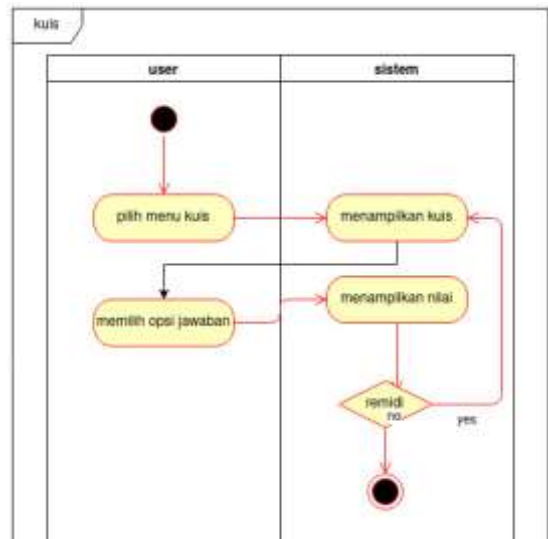 kuis
user
sistem
pilih menu kuis
menampilkan kuis
memilih opsi jawaban
menampilkan nilai
remidi
no
yes